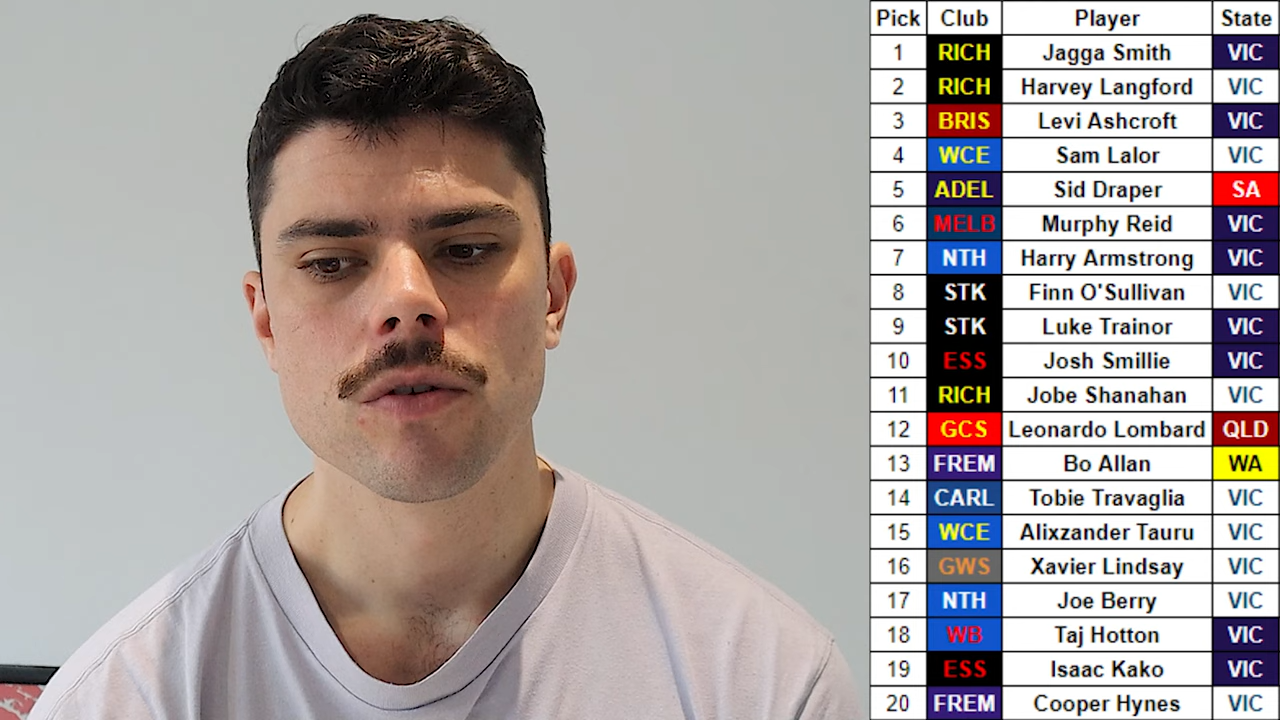 Pick Club Player State
1 RICH Jagga Smith VIC
2 RICH Harvey Langford VIC
3 BRIS Levi Ashcroft VIC
4 WCE Sam Lalor VIC
5 ADEL Sid Draper SA
6 MELB Murphy Reid VIC
7 NTH Harry Armstrong VIC
8 STK Finn O'Sullivan VIC
9 STK Luke Trainor VIC
10 ESS Josh Smillie VIC
11 RICH Jobe Shanahan VIC
12 GCS Leonardo Lombard QLD
13 FREM Bo Allan WA
14 CARL Tobie Travaglia VIC
15 WCE Alixzander Tauru VIC
16 GWS Xavier Lindsay VIC
17 NTH Joe Berry VIC
18 WB Taj Hotton VIC
19 ESS Isaac Kako VIC
20 FREM Cooper Hynes VIC